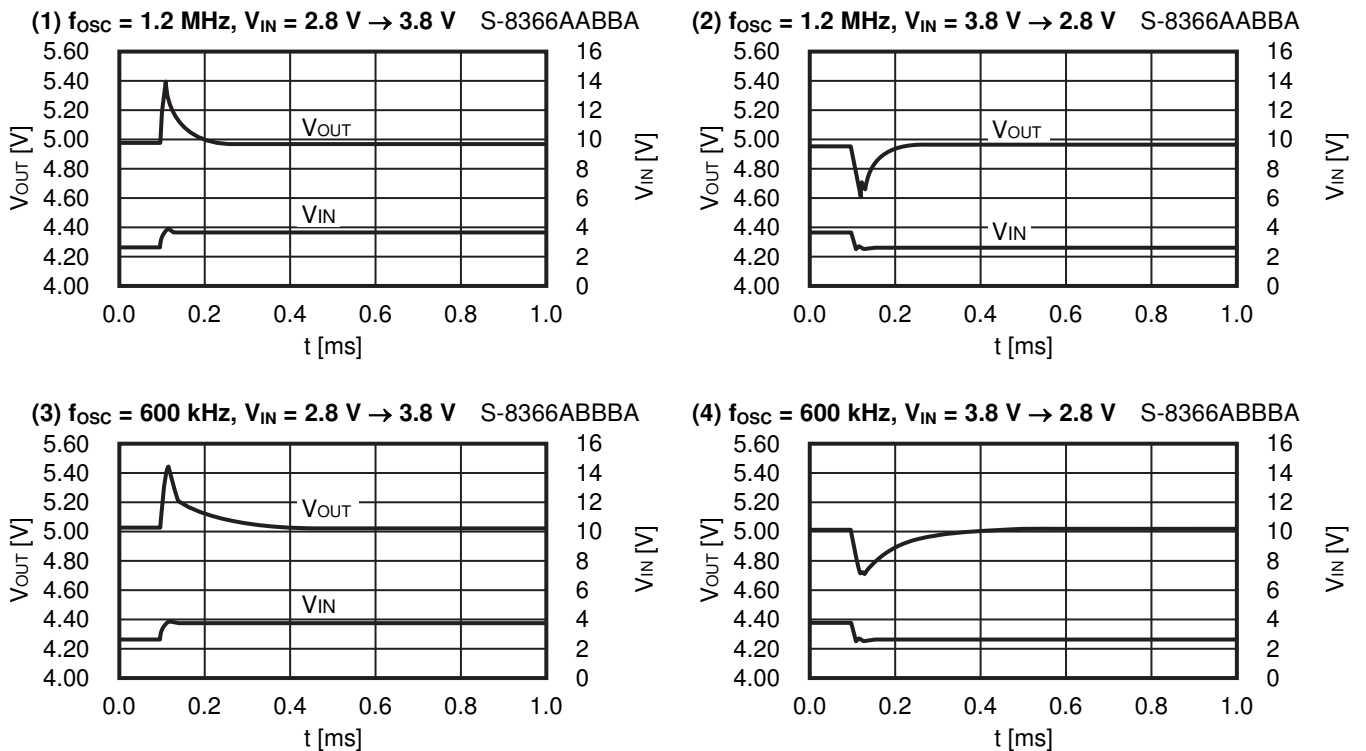 (1) fOSC = 1.2 MHz, VIN = 2.8 V → 3.8 V S-8366AABBA
5.60
5.40
5.20
5.00
4.80
4.60
4.40
4.20
4.00
VOUT [V]
16
14
12
10
8
6
4
2
0
VIN [V]
VOUT
VIN
0.0 0.2 0.4 0.6 0.8 1.0
t [ms]
(2) fOSC = 1.2 MHz, VIN = 3.8 V → 2.8 V S-8366AABBA
5.60
5.40
5.20
5.00
4.80
4.60
4.40
4.20
4.00
VOUT [V]
16
14
12
10
8
6
4
2
0
VIN [V]
VOUT
VIN
0.0 0.2 0.4 0.6 0.8 1.0
t [ms]
(3) fOSC = 600 kHz, VIN = 2.8 V → 3.8 V S-8366ABBBA
5.60
5.40
5.20
5.00
4.80
4.60
4.40
4.20
4.00
VOUT [V]
16
14
12
10
8
6
4
2
0
VIN [V]
VOUT
VIN
0.0 0.2 0.4 0.6 0.8 1.0
t [ms]
(4) fOSC = 600 kHz, VIN = 3.8 V → 2.8 V S-8366ABBBA
5.60
5.40
5.20
5.00
4.80
4.60
4.40
4.20
4.00
VOUT [V]
16
14
12
10
8
6
4
2
0
VIN [V]
0.0 0.2 0.4 0.6 0.8 1.0
t [ms]